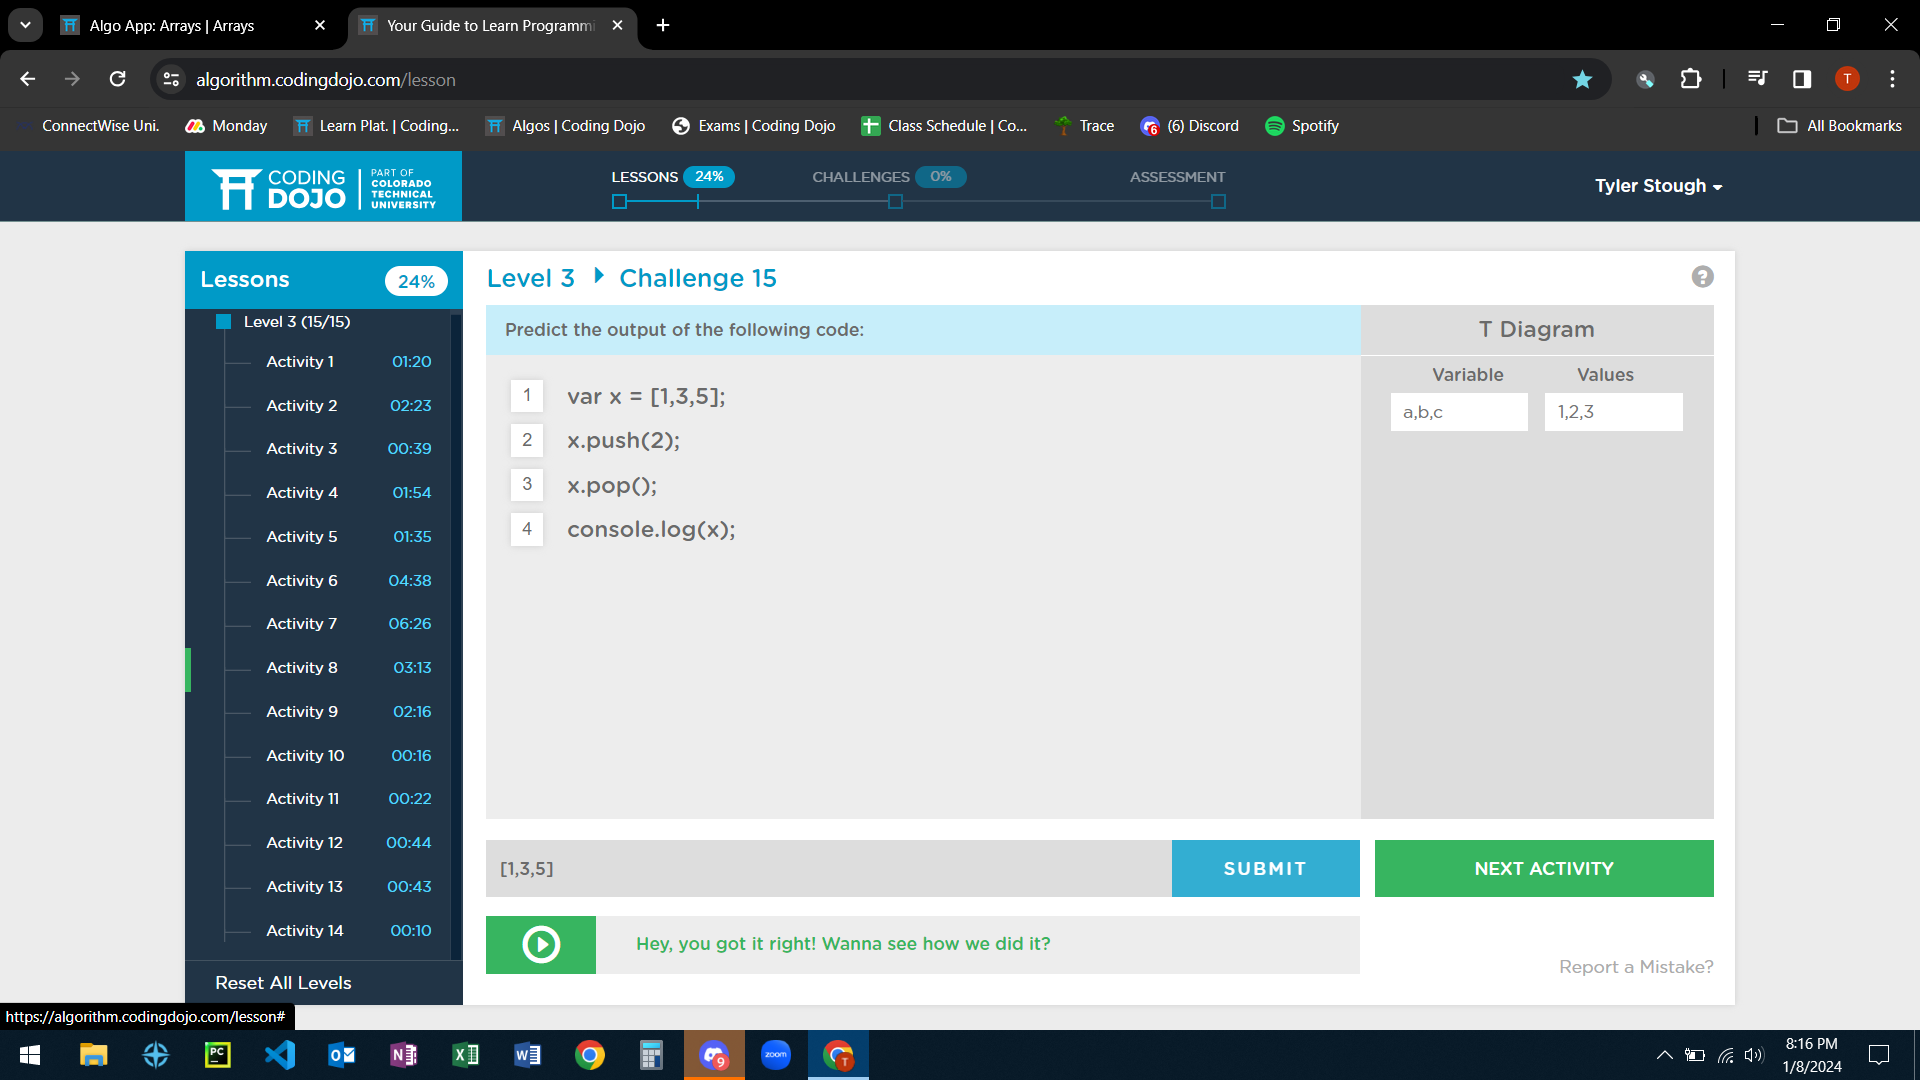 Algo App: Arrays | Arrays
Your Guide to Learn Programmi
algorithm.codingdojo.com/lesson
T
ConnectWise Uni.
Monday
Learn Plat. | Coding...
Algos | Coding Dojo
Exams | Coding Dojo
Class Schedule | Co...
Trace
(6) Discord
Spotify
All Bookmarks
CODING DOJO
PART OF
COLORADO
TECHNICAL
UNIVERSITY
LESSONS 24%
CHALLENGES 0%
ASSESSMENT
Tyler Stough
Lessons 24%
Level 3 (15/15)
Activity 1 01:20
Activity 2 02:23
Activity 3 00:39
Activity 4 01:54
Activity 5 01:35
Activity 6 04:38
Activity 7 06:26
Activity 8 03:13
Activity 9 02:16
Activity 10 00:16
Activity 11 00:22
Activity 12 00:44
Activity 13 00:43
Activity 14 00:10
Reset All Levels
Level 3 Challenge 15
?
Predict the output of the following code:
1 var x = [1,3,5];
2 x.push(2);
3 x.pop();
4 console.log(x);
T Diagram
Variable Values
a,b,c 1,2,3
[1,3,5]
SUBMIT
NEXT ACTIVITY
Hey, you got it right! Wanna see how we did it?
Report a Mistake?
https://algorithm.codingdojo.com/lesson#
PC
zoom
9
T
8:16 PM
1/8/2024